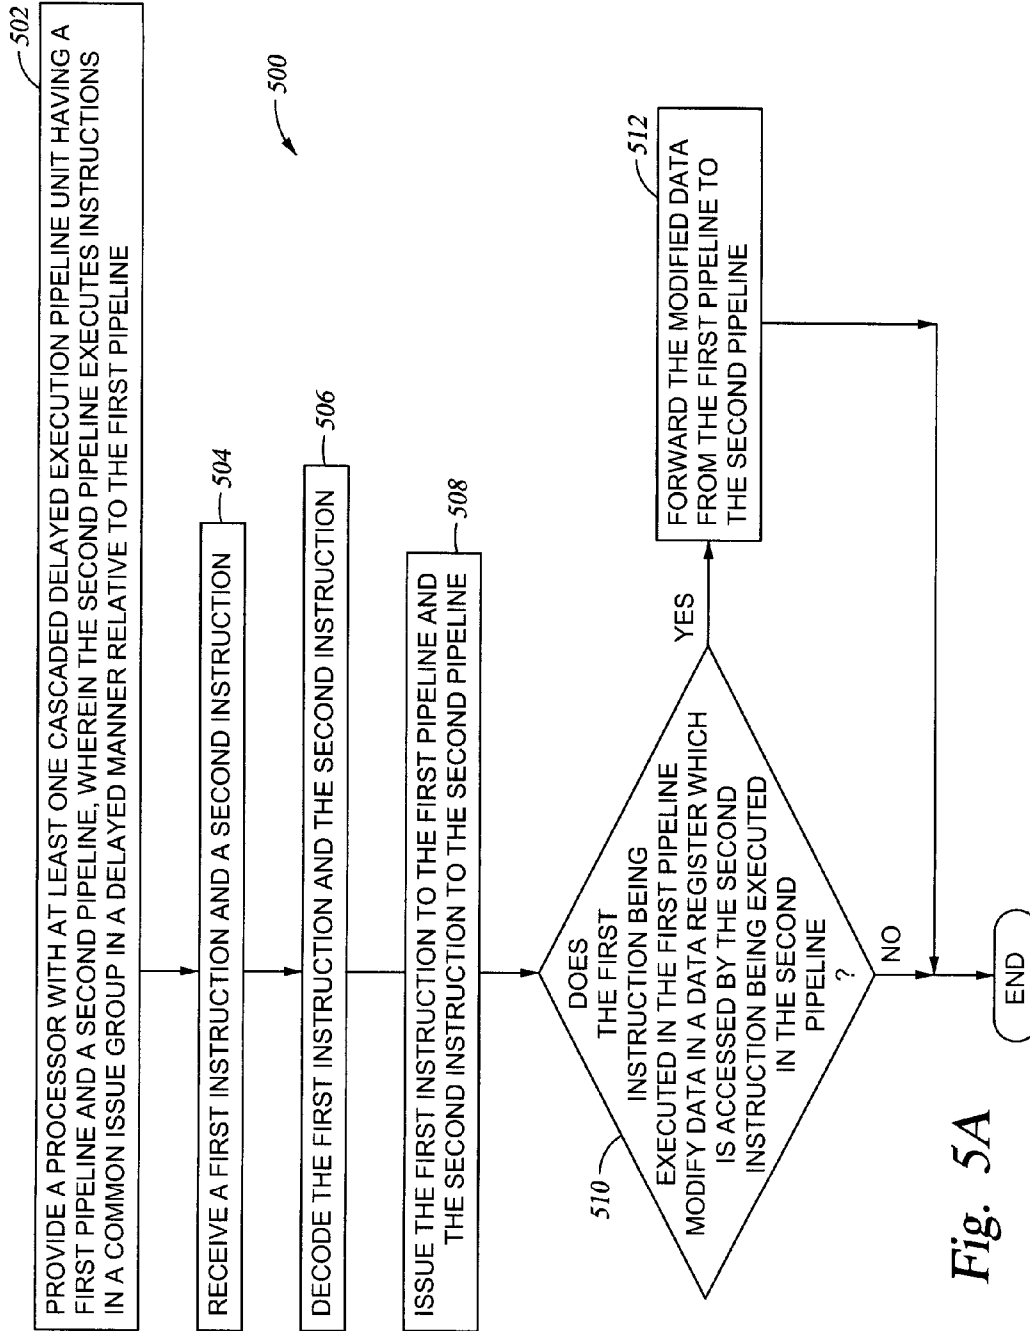 502
PROVIDE A PROCESSOR WITH AT LEAST ONE CASCADED DELAYED EXECUTION PIPELINE UNIT HAVING A
FIRST PIPELINE AND A SECOND PIPELINE, WHEREIN THE SECOND PIPELINE EXECUTES INSTRUCTIONS
IN A COMMON ISSUE GROUP IN A DELAYED MANNER RELATIVE TO THE FIRST PIPELINE
500
504
RECEIVE A FIRST INSTRUCTION AND A SECOND INSTRUCTION
506
DECODE THE FIRST INSTRUCTION AND THE SECOND INSTRUCTION
508
ISSUE THE FIRST INSTRUCTION TO THE FIRST PIPELINE AND
THE SECOND INSTRUCTION TO THE SECOND PIPELINE
510
DOES
THE FIRST
INSTRUCTION BEING
EXECUTED IN THE FIRST PIPELINE
MODIFY DATA IN A DATA REGISTER WHICH
IS ACCESSED BY THE SECOND
INSTRUCTION BEING EXECUTED
IN THE SECOND
PIPELINE
?
YES
512
FORWARD THE MODIFIED DATA
FROM THE FIRST PIPELINE TO
THE SECOND PIPELINE
NO
END
Fig. 5A